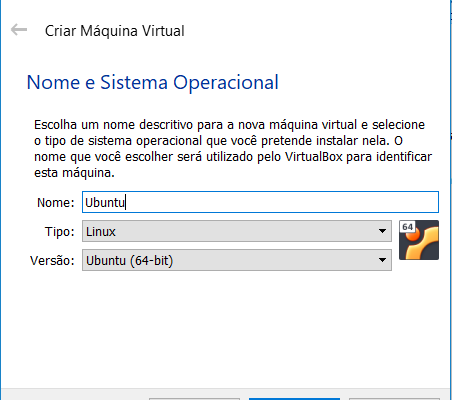 Criar Máquina Virtual
Nome e Sistema Operacional
Escolha um nome descritivo para a nova máquina virtual e selecione
o tipo de sistema operacional que você pretende instalar nela. O
nome que você escolher será utilizado pelo VirtualBox para identificar
esta máquina.
Nome: Ubuntu
Tipo: Linux
64
Versão: Ubuntu (64-bit)